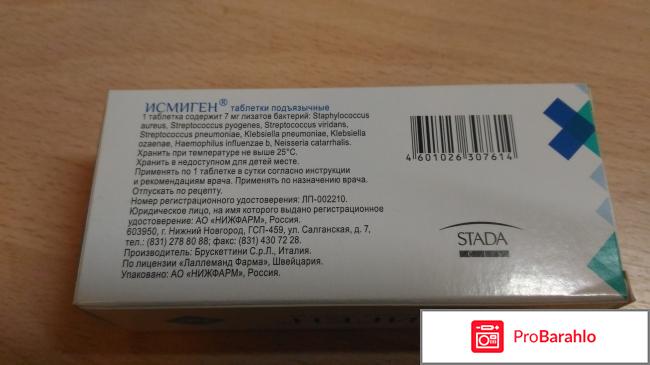 ИСМИГЕН® таблетки подъязычные
1 таблетка содержит 7 мг лизатов бактерий: Staphylococcus
aureus, Streptococcus pyogenes, Streptococcus viridans,
Streptococcus pneumoniae, Klebsiella pneumoniae, Klebsiella
ozaenae, Haemophilus influenzae b, Neisseria catarrhalis.
Хранить при температуре не выше 25°C.
Хранить в недоступном для детей месте.
Применять по 1 таблетке в сутки согласно инструкции
и рекомендациям врача. Применять по назначению врача.
Отпускать по рецепту.
Номер регистрационного удостоверения: ЛП-002210.
Юридическое лицо, на имя которого выдано регистрационное
удостоверение: АО «НИЖФАРМ», Россия.
603950, г. Нижний Новгород, ГСП-459, ул. Салганская, д. 7,
тел.: (831) 278 80 88; факс: (831) 430 72 28.
Производитель: Брускеттини С.р.Л., Италия.
По лицензии «Лаллеманд Фарма», Швейцария.
Упаковано: АО «НИЖФАРМ», Россия.
4 601026 307614
STADA
CIS
ProBarahlo